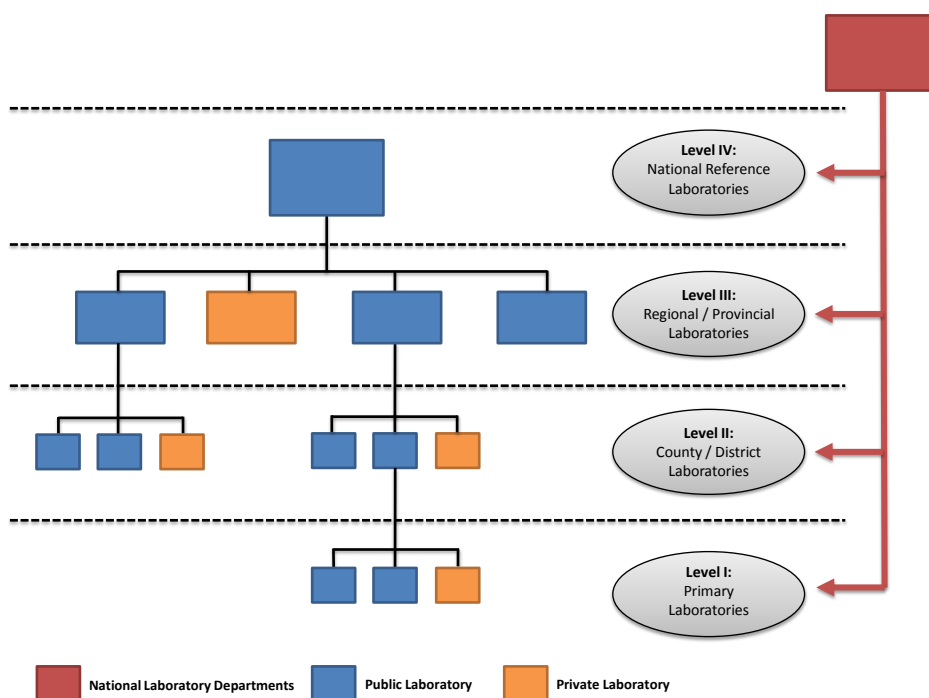 Level IV:
National Reference
Laboratories
Level III:
Regional / Provincial
Laboratories
Level II:
County / District
Laboratories
Level I:
Primary
Laboratories
National Laboratory Departments
Public Laboratory
Private Laboratory